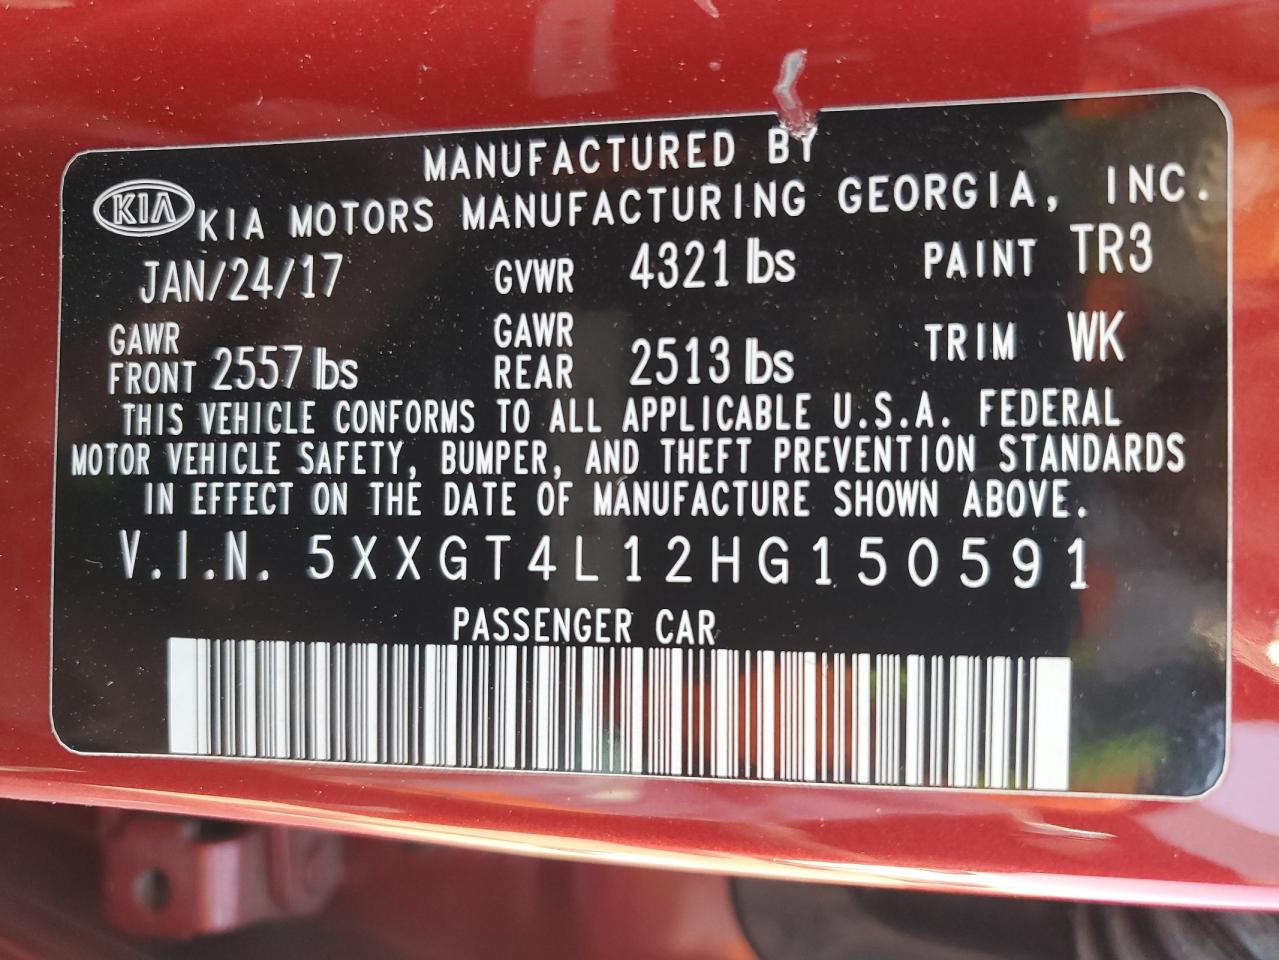 MANUFACTURED BY
KIA KIA MOTORS MANUFACTURING GEORGIA, INC.
JAN/24/17 GVWR 4321 lbs PAINT TR3
GAWR FRONT 2557 lbs GAWR REAR 2513 lbs TRIM WK
THIS VEHICLE CONFORMS TO ALL APPLICABLE U.S.A. FEDERAL
MOTOR VEHICLE SAFETY, BUMPER, AND THEFT PREVENTION STANDARDS
IN EFFECT ON THE DATE OF MANUFACTURE SHOWN ABOVE.
V.I.N. 5XXGT4L12HG150591
PASSENGER CAR